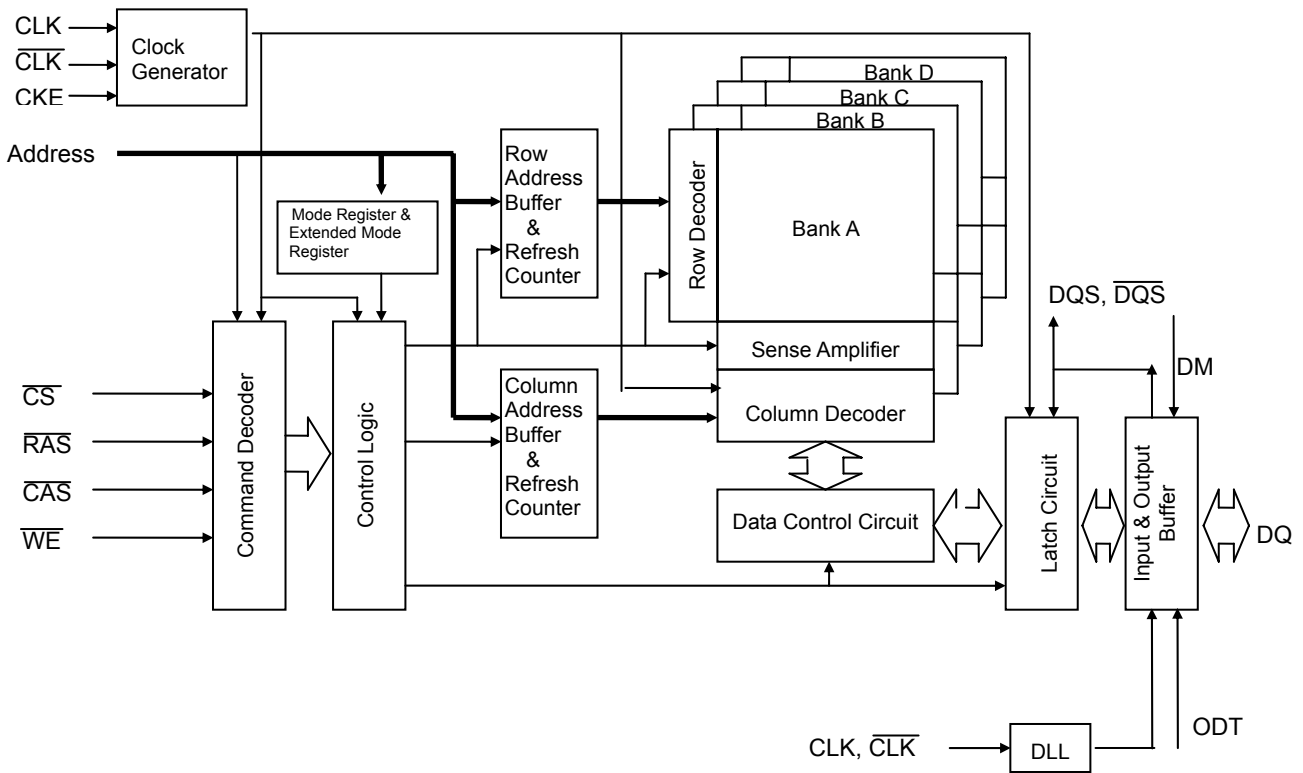 CLK
CLK
CKE
Clock
Generator
Bank D
Bank C
Bank B
Address
Row
Address
Buffer
&
Refresh
Counter
Row Decoder
Bank A
Mode Register &
Extended Mode
Register
DQS, DQS
DM
Sense Amplifier
Column Decoder
CS
RAS
CAS
WE
Command Decoder
Control Logic
Column
Address
Buffer
&
Refresh
Counter
Data Control Circuit
Latch Circuit
Input & Output
Buffer
DQ
CLK, CLK
DLL
ODT